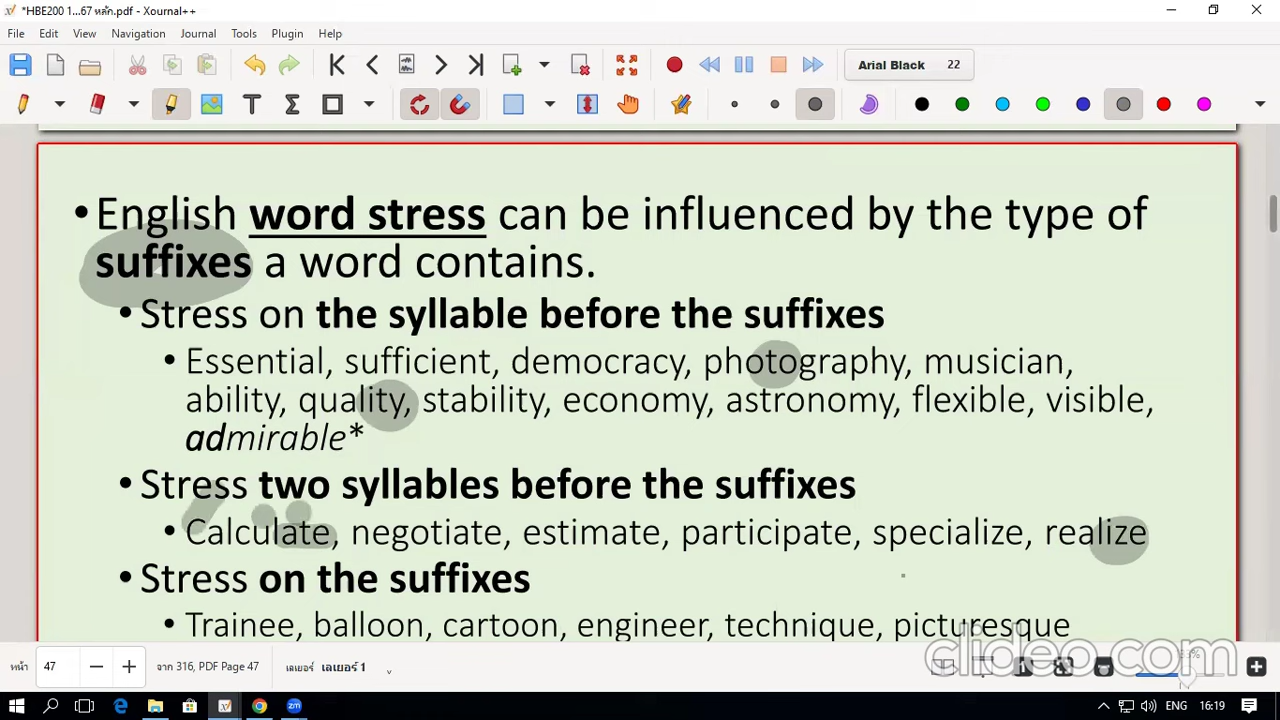 *HBE200 1...67 หลัก.pdf - Xournal++
File Edit View Navigation Journal Tools Plugin Help
Arial Black 22
•English word stress can be influenced by the type of
suffixes a word contains.
• Stress on the syllable before the suffixes
• Essential, sufficient, democracy, photography, musician,
ability, quality, stability, economy, astronomy, flexible, visible,
admirable*
• Stress two syllables before the suffixes
• Calculate, negotiate, estimate, participate, specialize, realize
• Stress on the suffixes
• Trainee, balloon, cartoon, engineer, technique, picturesque
clideo.com
หน้า 47 จาก 316, PDF Page 47 เลเยอร์ เลเยอร์ 1
ENG 16:19